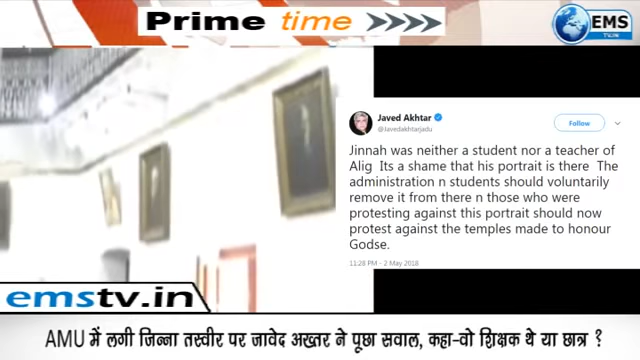 Prime time >>>>
EMS
TV.IN
Javed Akhtar
@Javedakhtarjadu
Follow
Jinnah was neither a student nor a teacher of
Alig Its a shame that his portrait is there The
administration n students should voluntarily
remove it from there n those who were
protesting against this portrait should now
protest against the temples made to honour
Godse.
11:28 PM - 2 May 2018
emstv.in
AMU में लगी जिन्ना तस्वीर पर जावेद अख्तर ने पूछा सवाल, कहा-वो शिक्षक थे या छात्र ?